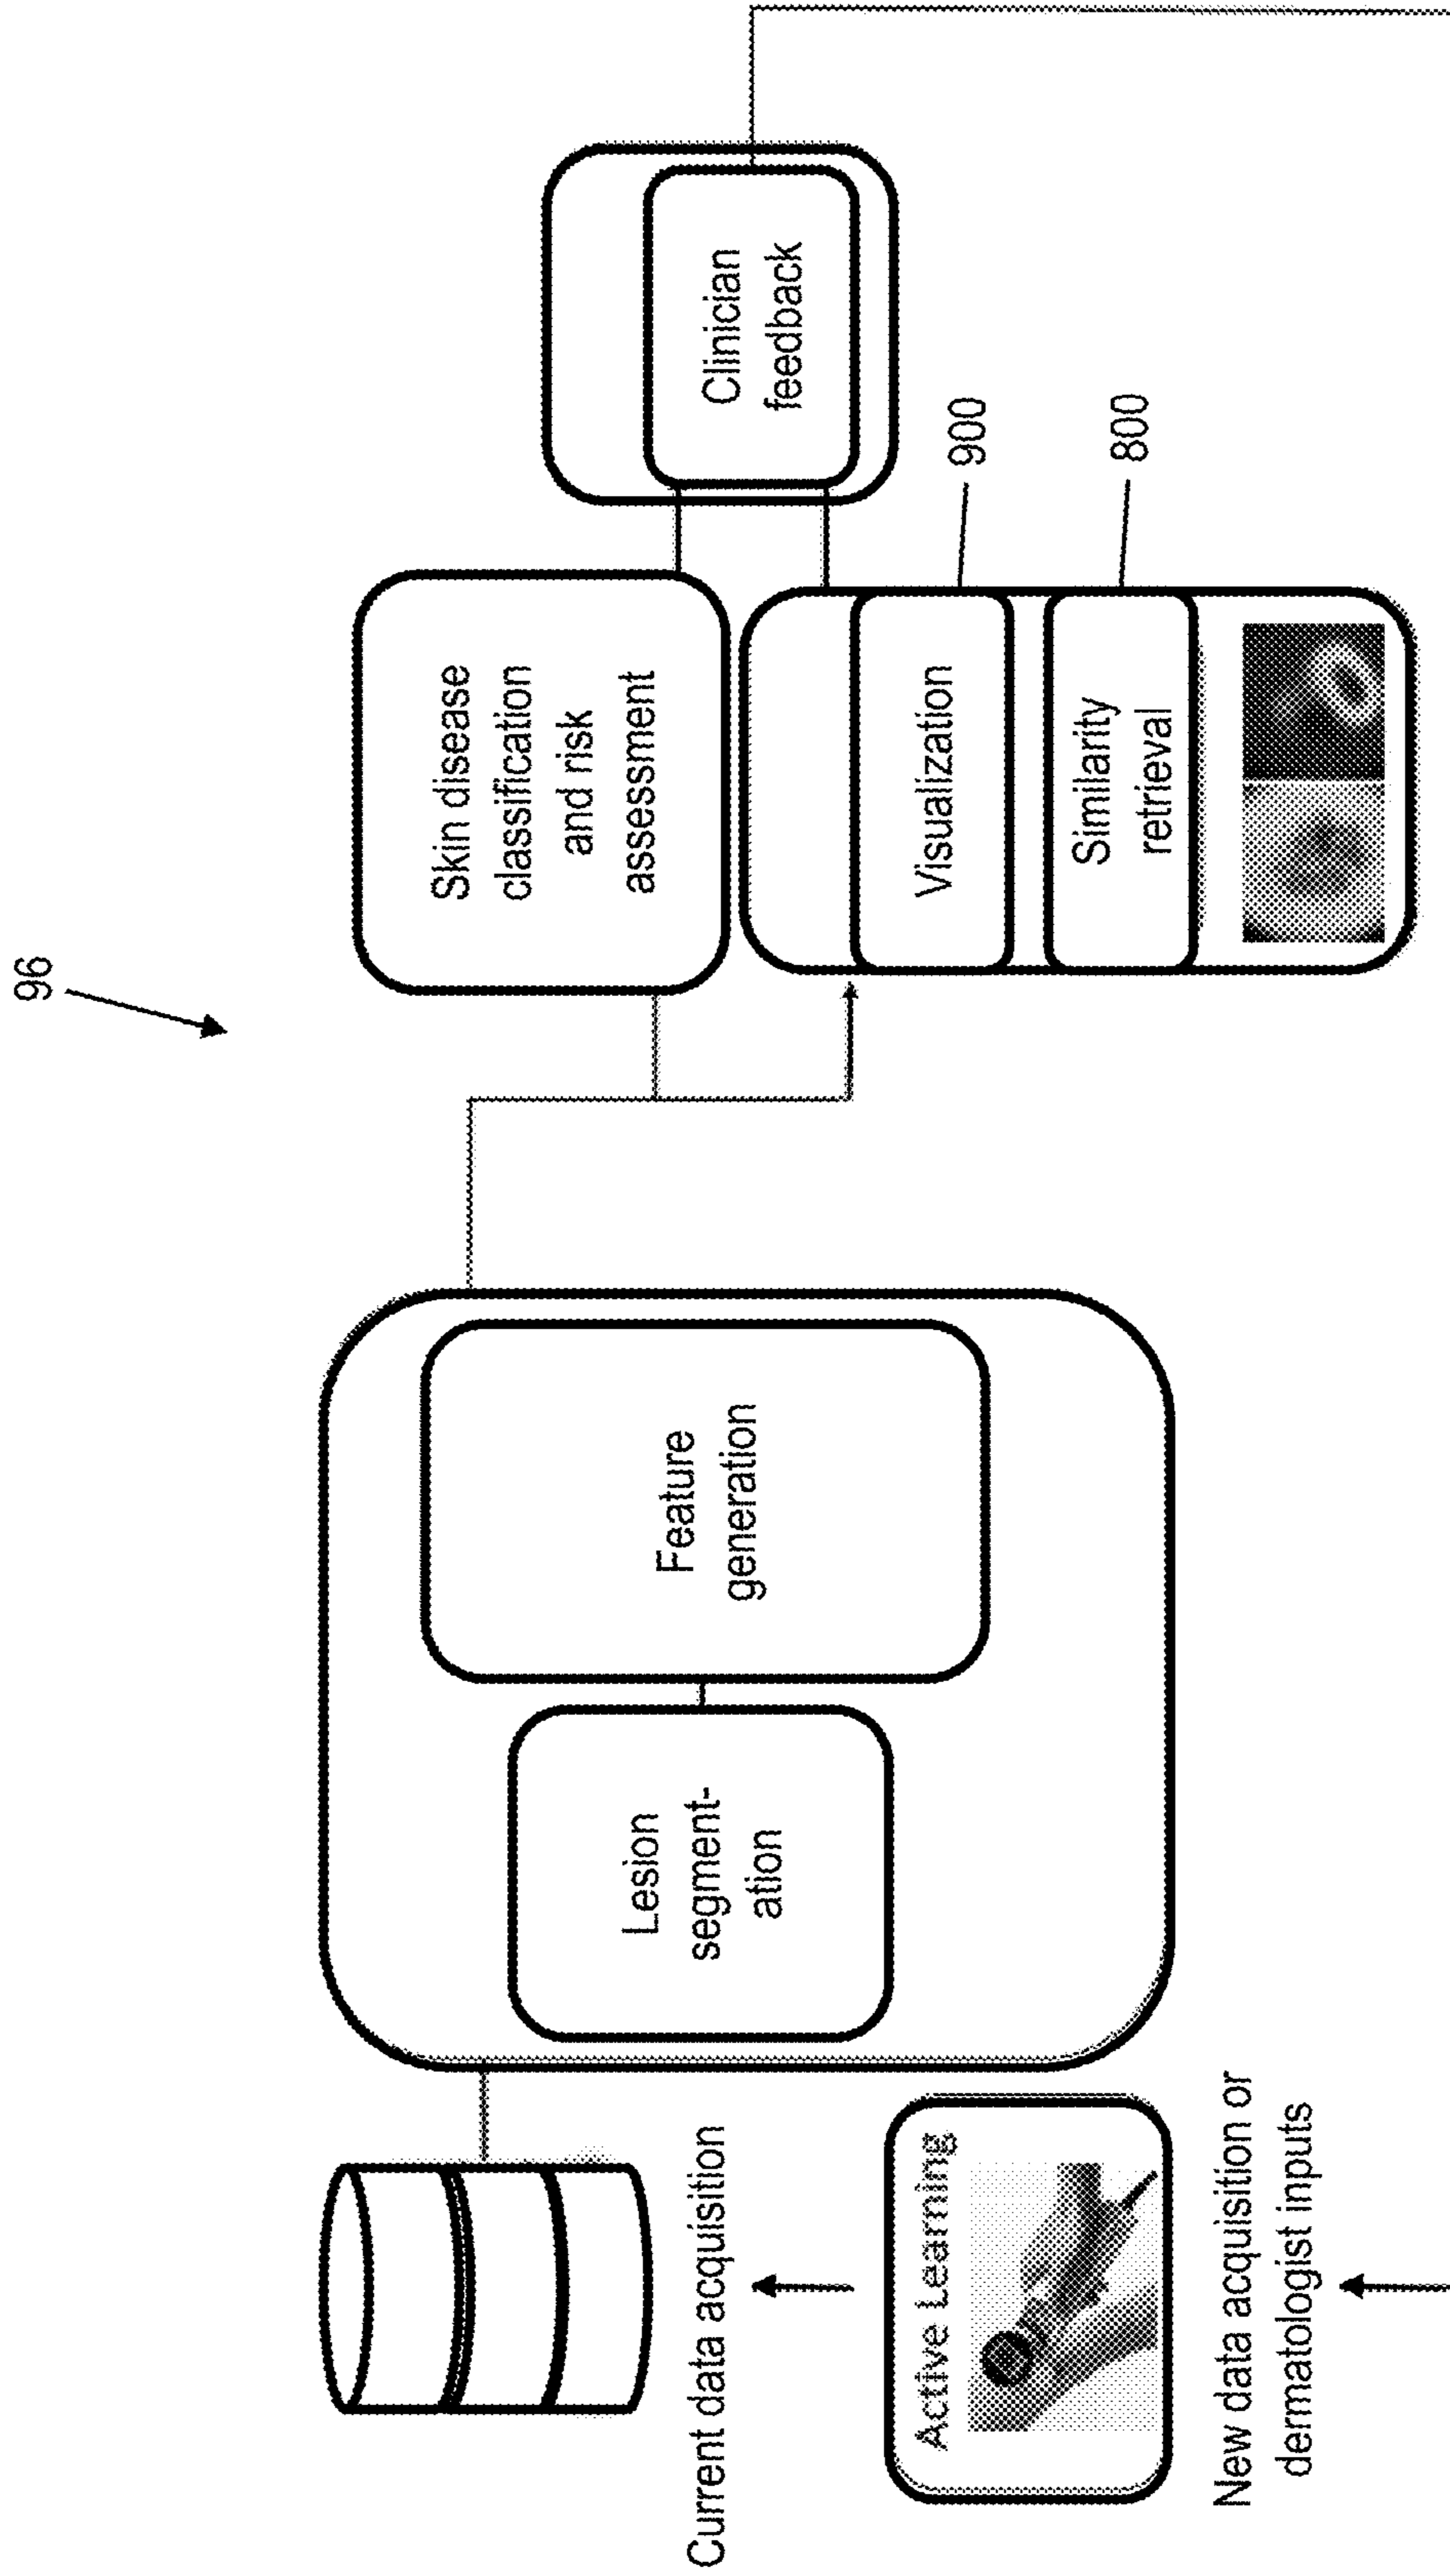 96
Current data acquisition
Active Learning
New data acquisition or
dermatologist inputs
Lesion
segment-
ation
Feature
generation
Skin disease
classification
and risk
assessment
Visualization
Similarity
retrieval
900
800
Clinician
feedback